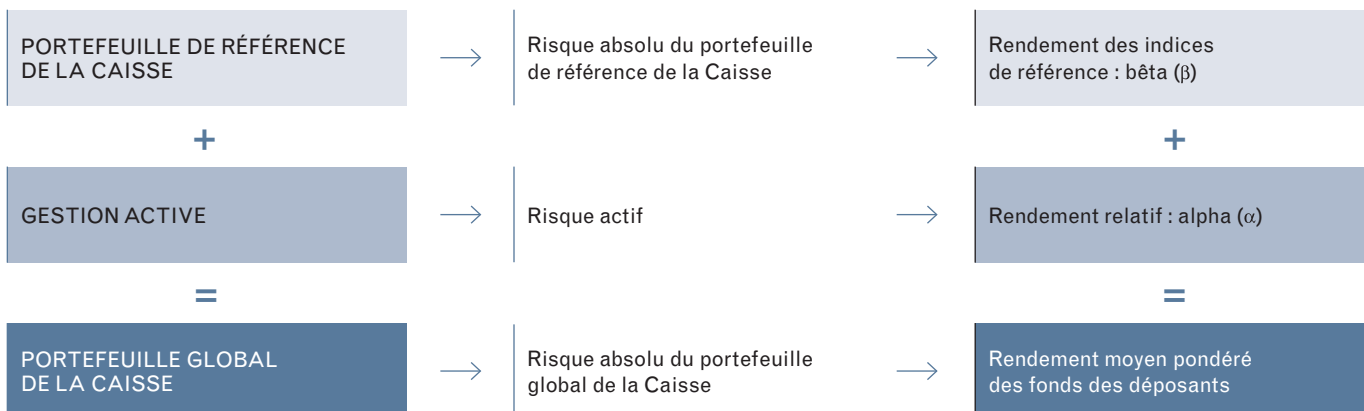 PORTEFEUILLE DE RÉFÉRENCE
DE LA CAISSE
Risque absolu du portefeuille
de référence de la Caisse
Rendement des indices
de référence : bêta (β)
+
+
GESTION ACTIVE
Risque actif
Rendement relatif : alpha (α)
=
=
PORTEFEUILLE GLOBAL
DE LA CAISSE
Risque absolu du portefeuille
global de la Caisse
Rendement moyen pondéré
des fonds des déposants